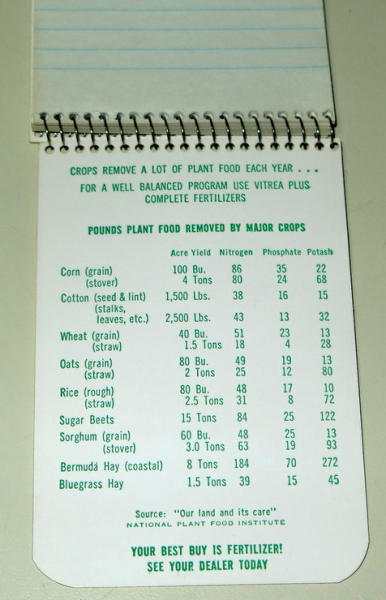 CROPS REMOVE A LOT OF PLANT FOOD EACH YEAR . . .
FOR A WELL BALANCED PROGRAM USE VITREA PLUS
COMPLETE FERTILIZERS
POUNDS PLANT FOOD REMOVED BY MAJOR CROPS
Acre Yield Nitrogen Phosphate Potash
Corn (grain) 100 Bu. 86 35 22
(stover) 4 Tons 80 24 68
Cotton (seed & lint) 1,500 Lbs. 38 16 15
(stalks,
leaves, etc.) 2,500 Lbs. 43 13 32
Wheat (grain) 40 Bu. 51 23 13
(straw) 1.5 Tons 18 4 28
Oats (grain) 80 Bu. 49 19 13
(straw) 2 Tons 25 12 80
Rice (rough) 80 Bu. 48 17 10
(straw) 2.5 Tons 31 8 72
Sugar Beets 15 Tons 84 25 122
Sorghum (grain) 60 Bu. 48 25 13
(stover) 3.0 Tons 63 19 93
Bermuda Hay (coastal) 8 Tons 184 70 272
Bluegrass Hay 1.5 Tons 39 15 45
Source: "Our land and its care"
NATIONAL PLANT FOOD INSTITUTE
YOUR BEST BUY IS FERTILIZER!
SEE YOUR DEALER TODAY